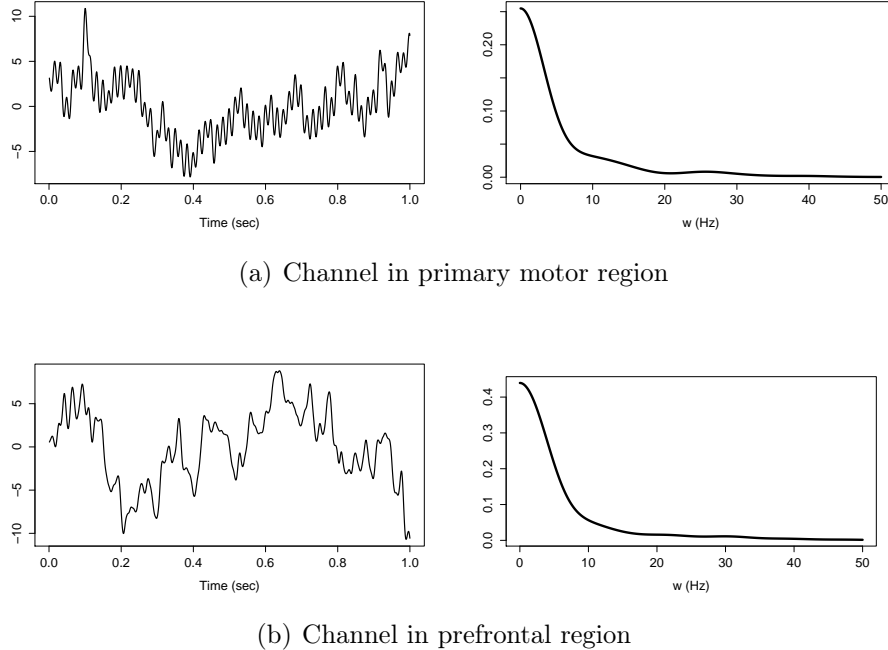 10
5
0
−5
0.0 0.2 0.4 0.6 0.8 1.0
Time (sec)
0.20
0.10
0.00
0 10 20 30 40 50
w (Hz)
(a) Channel in primary motor region
5
0
−5
−10
0.0 0.2 0.4 0.6 0.8 1.0
Time (sec)
0.4
0.3
0.2
0.1
0.0
0 10 20 30 40 50
w (Hz)
(b) Channel in prefrontal region